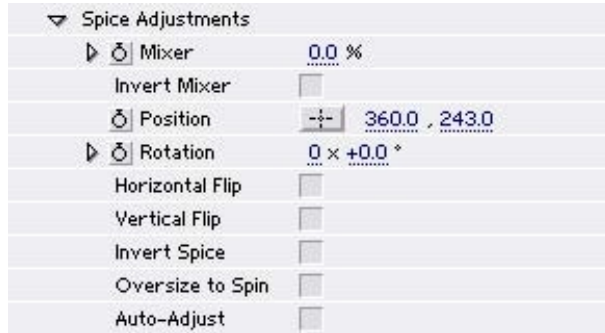 Spice Adjustments
Mixer 0.0 %
Invert Mixer
Position 360.0 , 243.0
Rotation 0 x +0.0 °
Horizontal Flip
Vertical Flip
Invert Spice
Oversize to Spin
Auto-Adjust